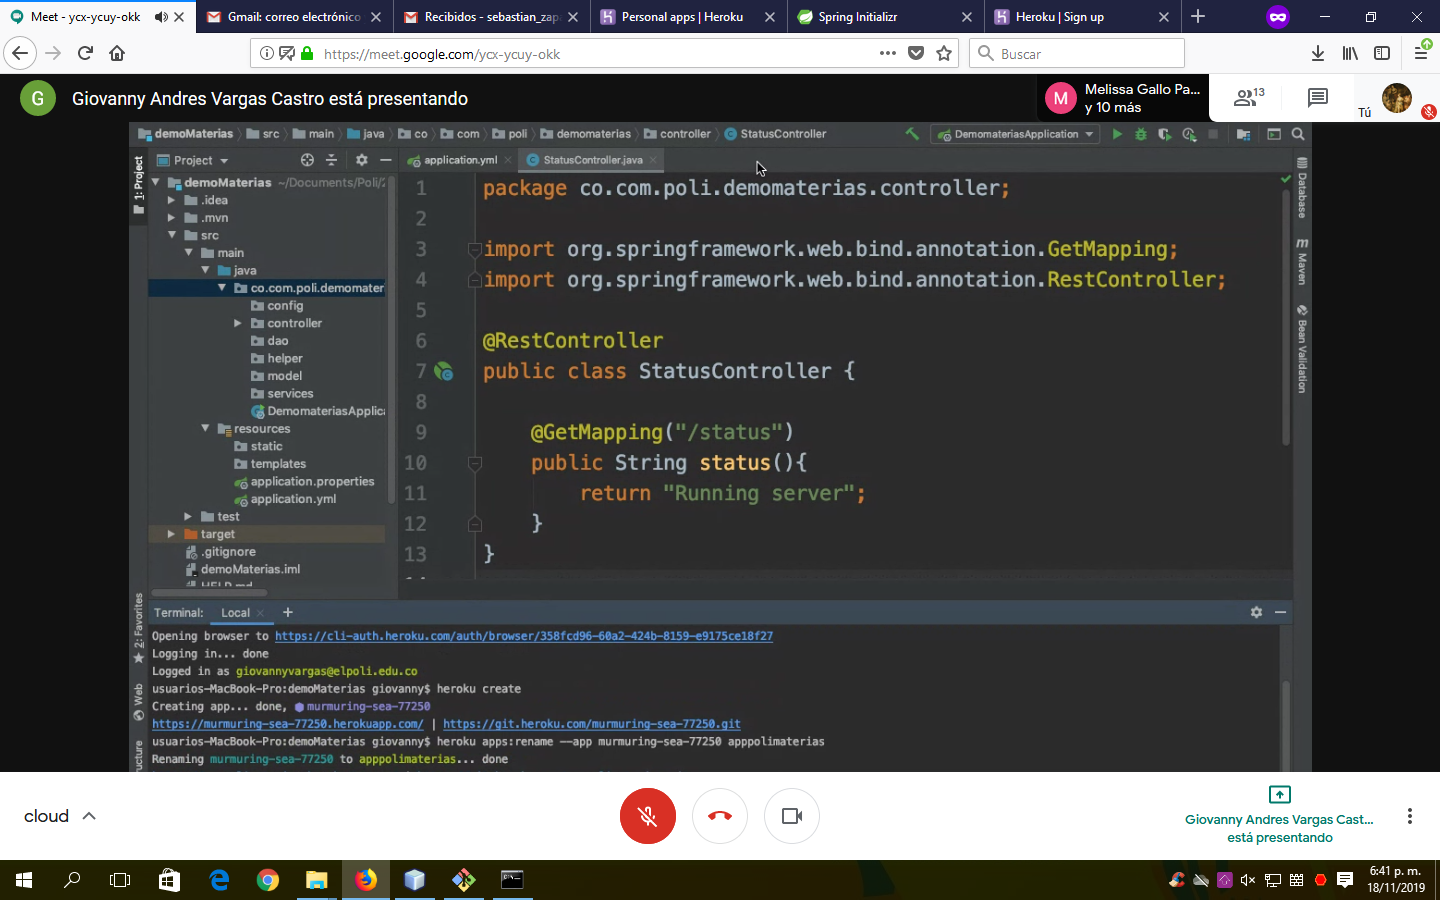 Meet - ycx-ycuy-okk
Gmail: correo electrónico
Recibidos - sebastian_zap
Personal apps | Heroku
Spring Initializr
Heroku | Sign up
https://meet.google.com/ycx-ycuy-okk
Buscar
G
Giovanny Andres Vargas Castro está presentando
M
Melissa Gallo Pa...
y 10 más
13
Tú
demoMaterias
src
main
java
co
com
poli
demomaterias
controller
StatusController
DemomateriasApplication
1: Project
Project
application.yml
StatusController.java
demoMaterias ~/Documents/Poli/
.idea
.mvn
src
main
java
co.com.poli.demomater
config
controller
dao
helper
model
services
DemomateriasApplica
resources
static
templates
application.properties
application.yml
test
target
.gitignore
demoMaterias.iml
HELP.md
1 package co.com.poli.demomaterias.controller;
2
3 import org.springframework.web.bind.annotation.GetMapping;
4 import org.springframework.web.bind.annotation.RestController;
5
6 @RestController
7 public class StatusController {
8
9 @GetMapping("/status")
10 public String status(){
11 return "Running server";
12 }
13 }
14
Database
m Maven
Bean Validation
2: Favorites
Web
ucture
Terminal: Local +
Opening browser to https://cli-auth.heroku.com/auth/browser/358fcd96-60a2-424b-8159-e9175ce18f27
Logging in... done
Logged in as giovannyvargas@elpoli.edu.co
usuarios-MacBook-Pro:demoMaterias giovanny$ heroku create
Creating app... done, murmuring-sea-77250
https://murmuring-sea-77250.herokuapp.com/ | https://git.heroku.com/murmuring-sea-77250.git
usuarios-MacBook-Pro:demoMaterias giovanny$ heroku apps:rename --app murmuring-sea-77250 apppolimaterias
Renaming murmuring-sea-77250 to apppolimaterias... done
cloud
Giovanny Andres Vargas Cast...
está presentando
6:41 p. m.
18/11/2019